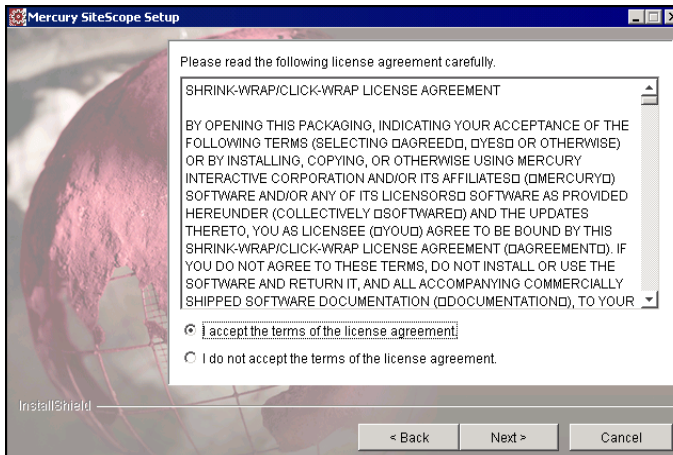 Mercury SiteScope Setup
Please read the following license agreement carefully.
SHRINK-WRAP/CLICK-WRAP LICENSE AGREEMENT
BY OPENING THIS PACKAGING, INDICATING YOUR ACCEPTANCE OF THE
FOLLOWING TERMS (SELECTING □AGREED□, □YES□ OR OTHERWISE)
OR BY INSTALLING, COPYING, OR OTHERWISE USING MERCURY
INTERACTIVE CORPORATION AND/OR ITS AFFILIATES□ (□MERCURY□)
SOFTWARE AND/OR ANY OF ITS LICENSORS□ SOFTWARE AS PROVIDED
HEREUNDER (COLLECTIVELY □SOFTWARE□) AND THE UPDATES
THERETO, YOU AS LICENSEE (□YOU□) AGREE TO BE BOUND BY THIS
SHRINK-WRAP/CLICK-WRAP LICENSE AGREEMENT (□AGREEMENT□). IF
YOU DO NOT AGREE TO THESE TERMS, DO NOT INSTALL OR USE THE
SOFTWARE AND RETURN IT, AND ALL ACCOMPANYING COMMERCIALLY
SHIPPED SOFTWARE DOCUMENTATION (□DOCUMENTATION□), TO YOUR
I accept the terms of the license agreement.
I do not accept the terms of the license agreement.
InstallShield
< Back
Next >
Cancel